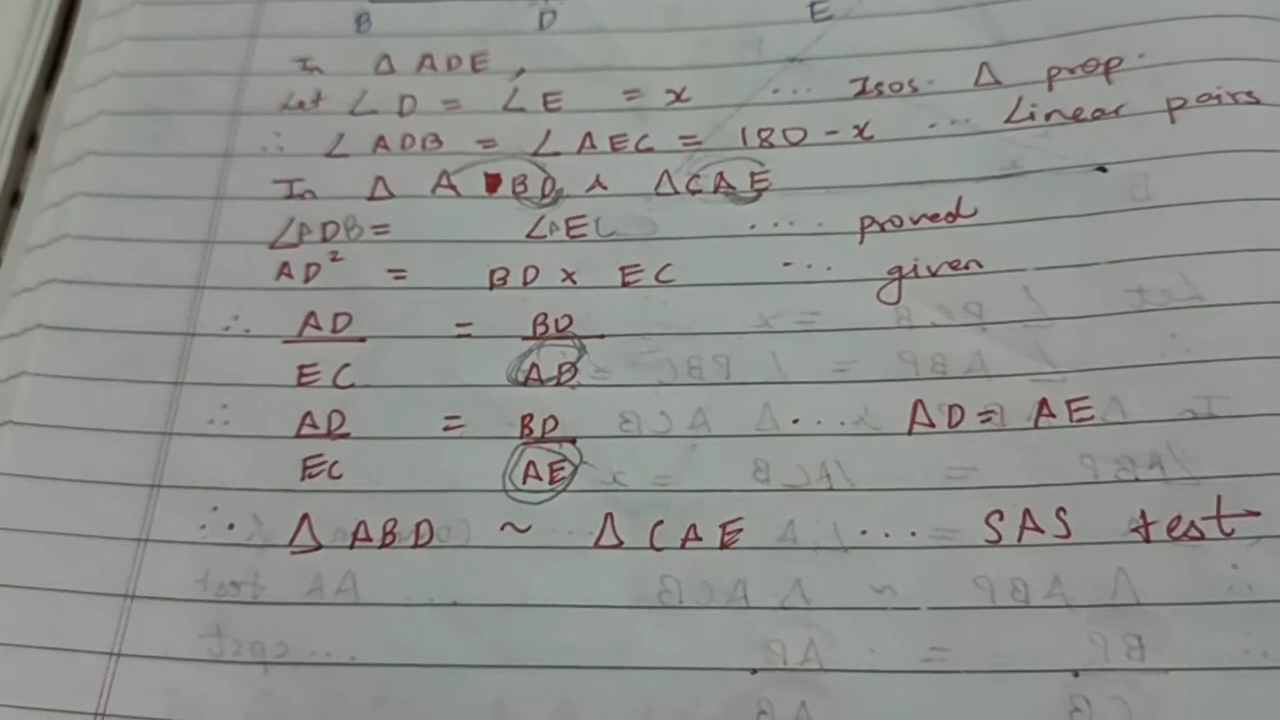 B D E
In Δ ADE,
Let ∠D = ∠E = x ... Isos. Δ prop.
∴ ∠ADB = ∠AEC = 180 - x ... Linear pairs
In Δ ABD & ΔCAE
∠ADB = ∠AEC .... proved
AD² = BD x EC ... given
∴ AD/EC = BD/AD
∴ AD/EC = BD/AE ... AD = AE
∴ Δ ABD ~ Δ CAE ... SAS test